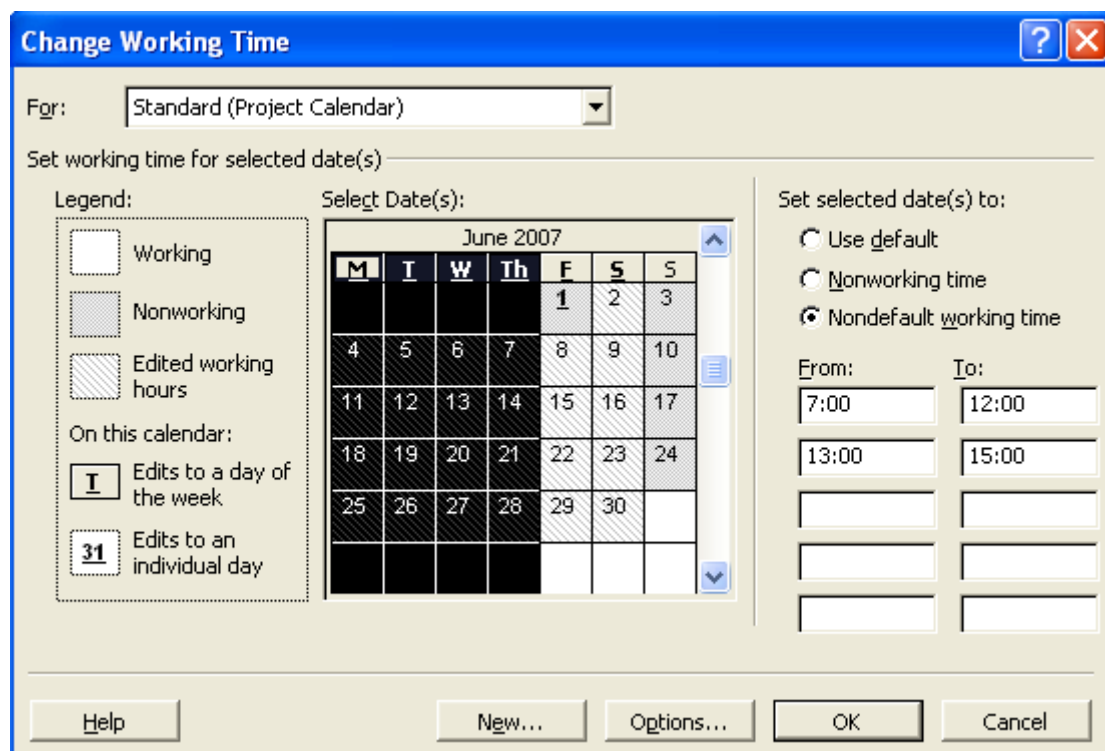 Change Working Time
For:
Standard (Project Calendar)
Set working time for selected date(s)
Legend:
Working
Nonworking
Edited working
hours
On this calendar:
T
Edits to a day of
the week
31
Edits to an
individual day
Select Date(s):
June 2007
M T W Th F S S
1 2 3
4 5 6 7 8 9 10
11 12 13 14 15 16 17
18 19 20 21 22 23 24
25 26 27 28 29 30
Set selected date(s) to:
Use default
Nonworking time
Nondefault working time
From: To:
7:00 12:00
13:00 15:00
Help New... Options... OK Cancel